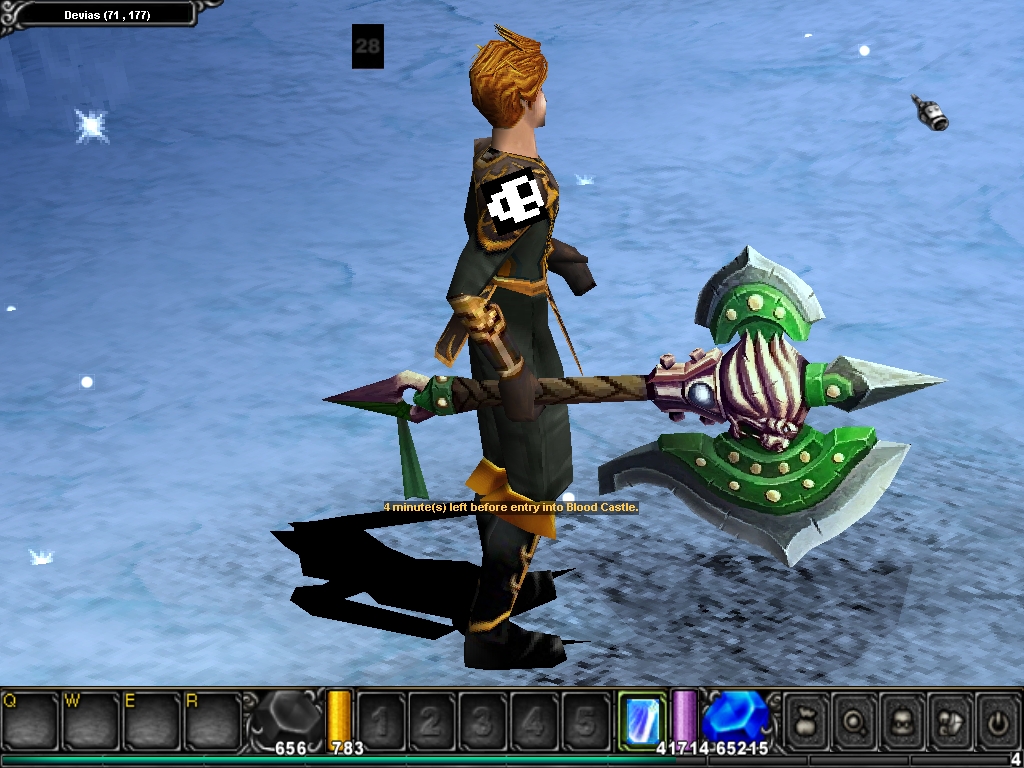 Devias (71 , 177)
28
4 minute(s) left before entry into Blood Castle.
Q W E R 1 2 3 4 5
656 783 41714 65215
4